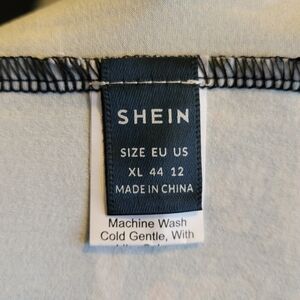 SHEIN
SIZE EU US
XL 44 12
MADE IN CHINA
Machine Wash
Cold Gentle, With